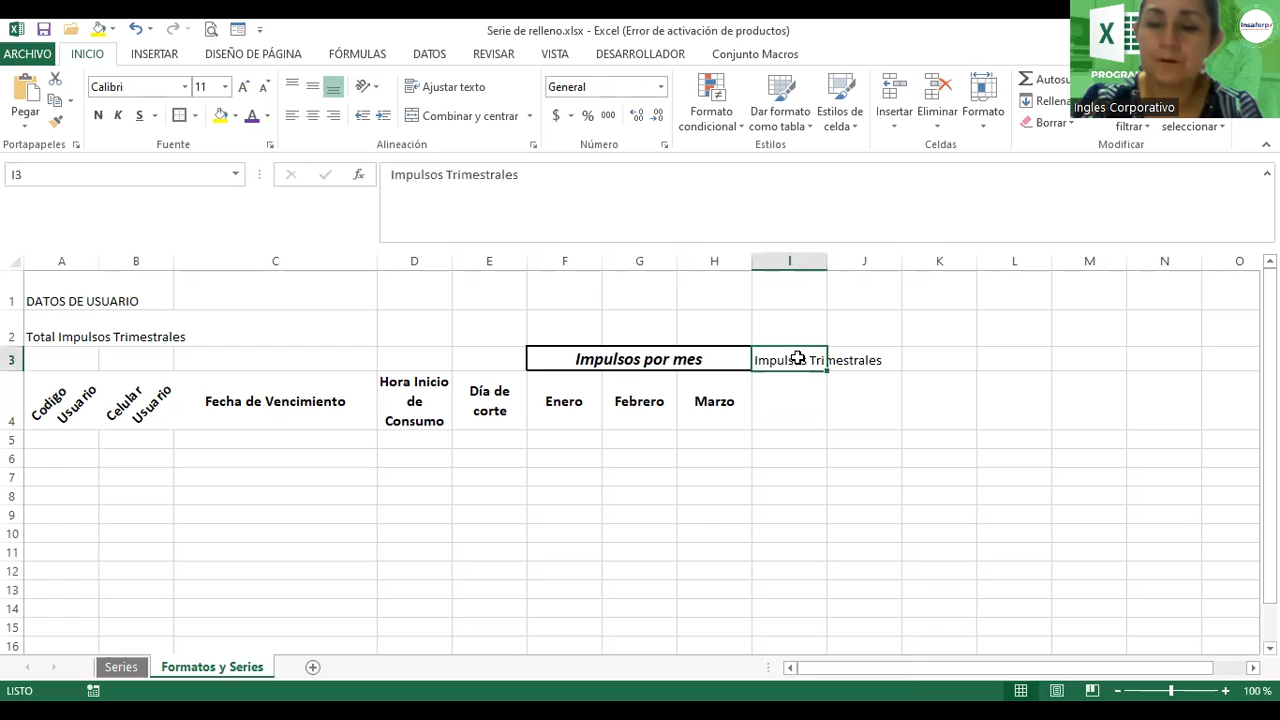 Serie de relleno.xlsx - Excel (Error de activación de productos)
ARCHIVO INICIO INSERTAR DISEÑO DE PÁGINA FÓRMULAS DATOS REVISAR VISTA DESARROLLADOR Conjunto Macros
Insaforp
PROGRA
Ingles Corporativo
Pegar
Calibri 11
N K S
Ajustar texto
Combinar y centrar
General
$ % 000
Formato condicional
Dar formato como tabla
Estilos de celda
Insertar Eliminar Formato
Autosu
Rellena
Borrar
filtrar seleccionar
Portapapeles Fuente Alineación Número Estilos Celdas Modificar
I3 fx Impulsos Trimestrales
A B C D E F G H I J K L M N O
1 DATOS DE USUARIO
2 Total Impulsos Trimestrales
3 Impulsos por mes Impulsos Trimestrales
4 Codigo Usuario Celular Usuario Fecha de Vencimiento Hora Inicio de Consumo Día de corte Enero Febrero Marzo
5
6
7
8
9
10
11
12
13
14
15
16
Series Formatos y Series
LISTO 100 %